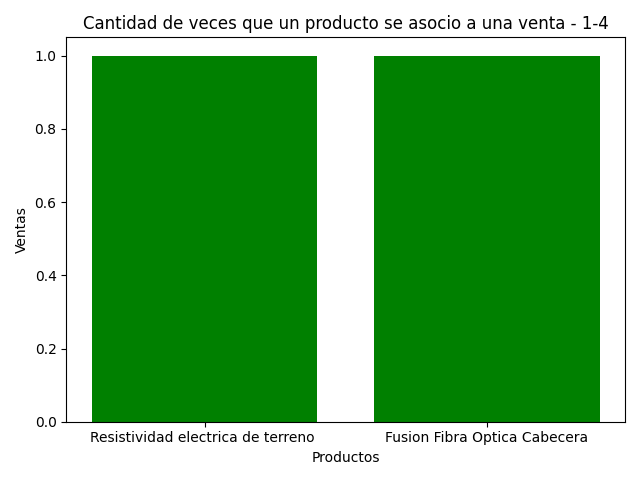 Cantidad de veces que un producto se asocio a una venta - 1-4
1.0
0.8
0.6
0.4
0.2
0.0
Ventas
Resistividad electrica de terreno
Fusion Fibra Optica Cabecera
Productos